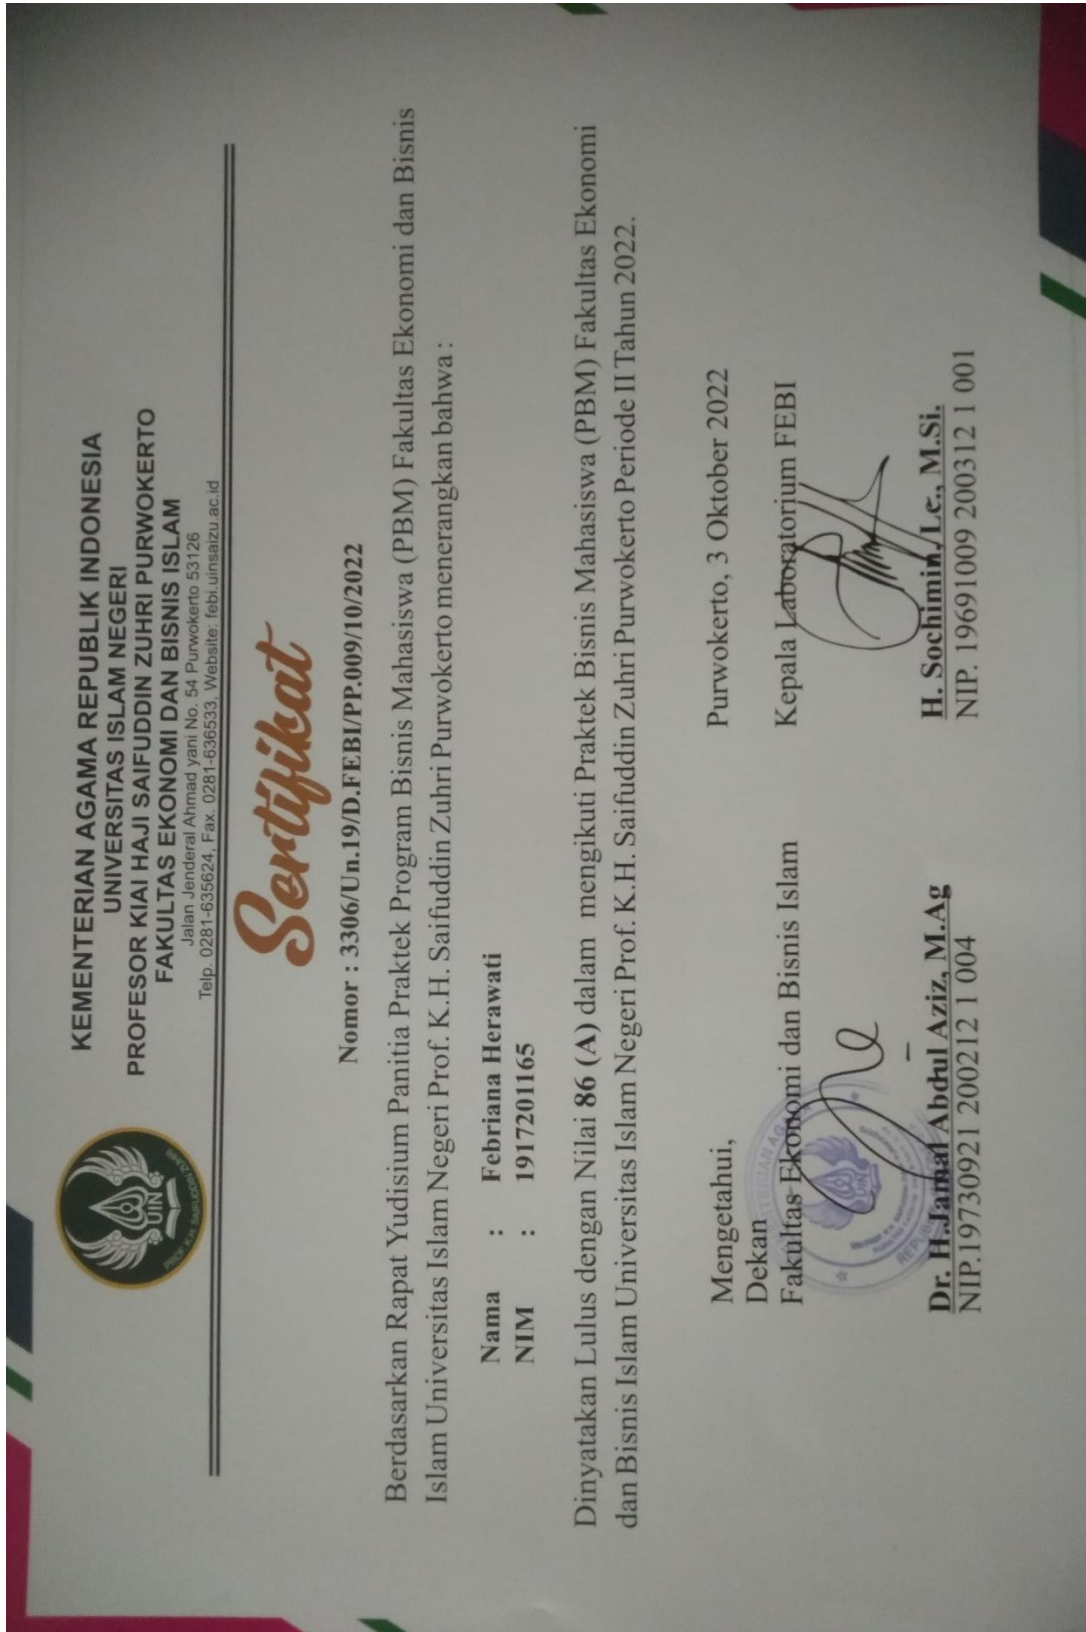 KEMENTERIAN AGAMA REPUBLIK INDONESIA
UNIVERSITAS ISLAM NEGERI
PROFESOR KIAI HAJI SAIFUDDIN ZUHRI PURWOKERTO
FAKULTAS EKONOMI DAN BISNIS ISLAM
Jalan Jenderal Ahmad yani No. 54 Purwokerto 53126
Telp. 0281-635624, Fax. 0281-636533, Website: febi.uinsaizu.ac.id
UIN
PROF. K.H. SAIFUDDIN ZUHRI
Sertifikat
Nomor : 3306/Un.19/D.FEBI/PP.009/10/2022
Berdasarkan Rapat Yudisium Panitia Praktek Program Bisnis Mahasiswa (PBM) Fakultas Ekonomi dan Bisnis
Islam Universitas Islam Negeri Prof. K.H. Saifuddin Zuhri Purwokerto menerangkan bahwa :
Nama : Febriana Herawati
NIM : 1917201165
Dinyatakan Lulus dengan Nilai 86 (A) dalam mengikuti Praktek Bisnis Mahasiswa (PBM) Fakultas Ekonomi
dan Bisnis Islam Universitas Islam Negeri Prof. K.H. Saifuddin Zuhri Purwokerto Periode II Tahun 2022.
Purwokerto, 3 Oktober 2022
Mengetahui,
Dekan
Fakultas Ekonomi dan Bisnis Islam
UIN
Dr. H.Jamal Abdul Aziz, M.Ag
NIP.19730921 200212 1 004
Kepala Laboratorium FEBI
H. Sochimin, Lc., M.Si.
NIP. 19691009 200312 1 001